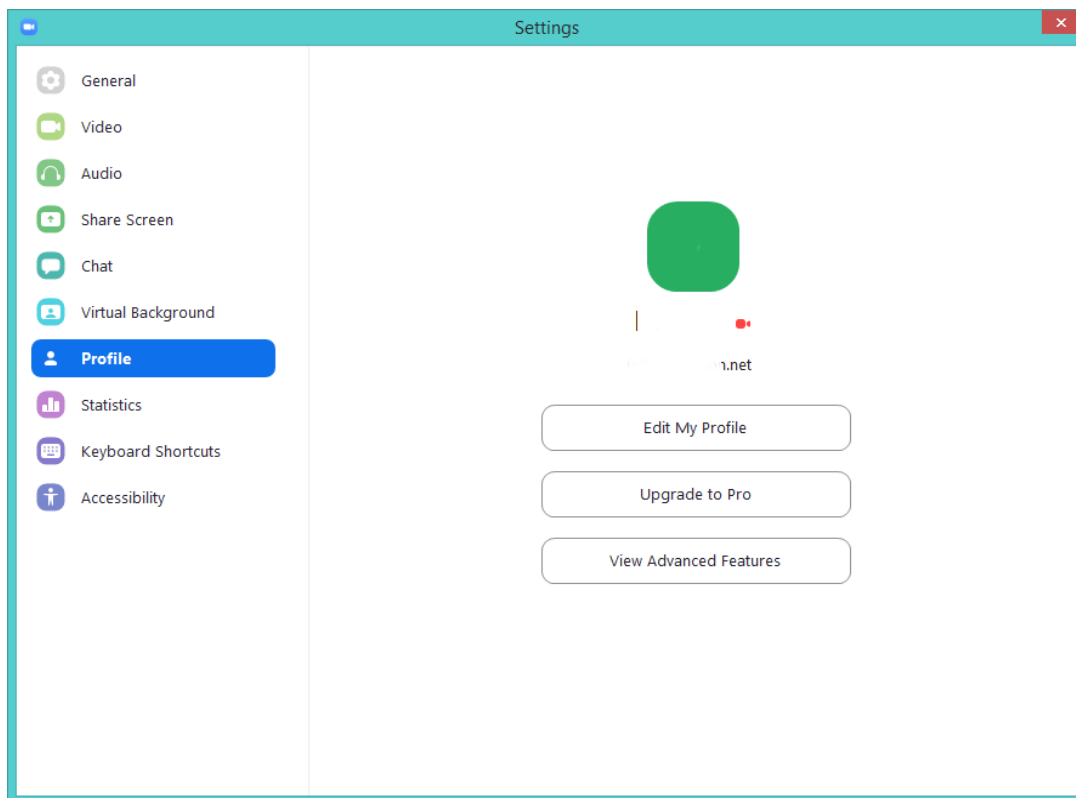 Settings
General
Video
Audio
Share Screen
Chat
Virtual Background
Profile
Statistics
Keyboard Shortcuts
Accessibility
.net
Edit My Profile
Upgrade to Pro
View Advanced Features